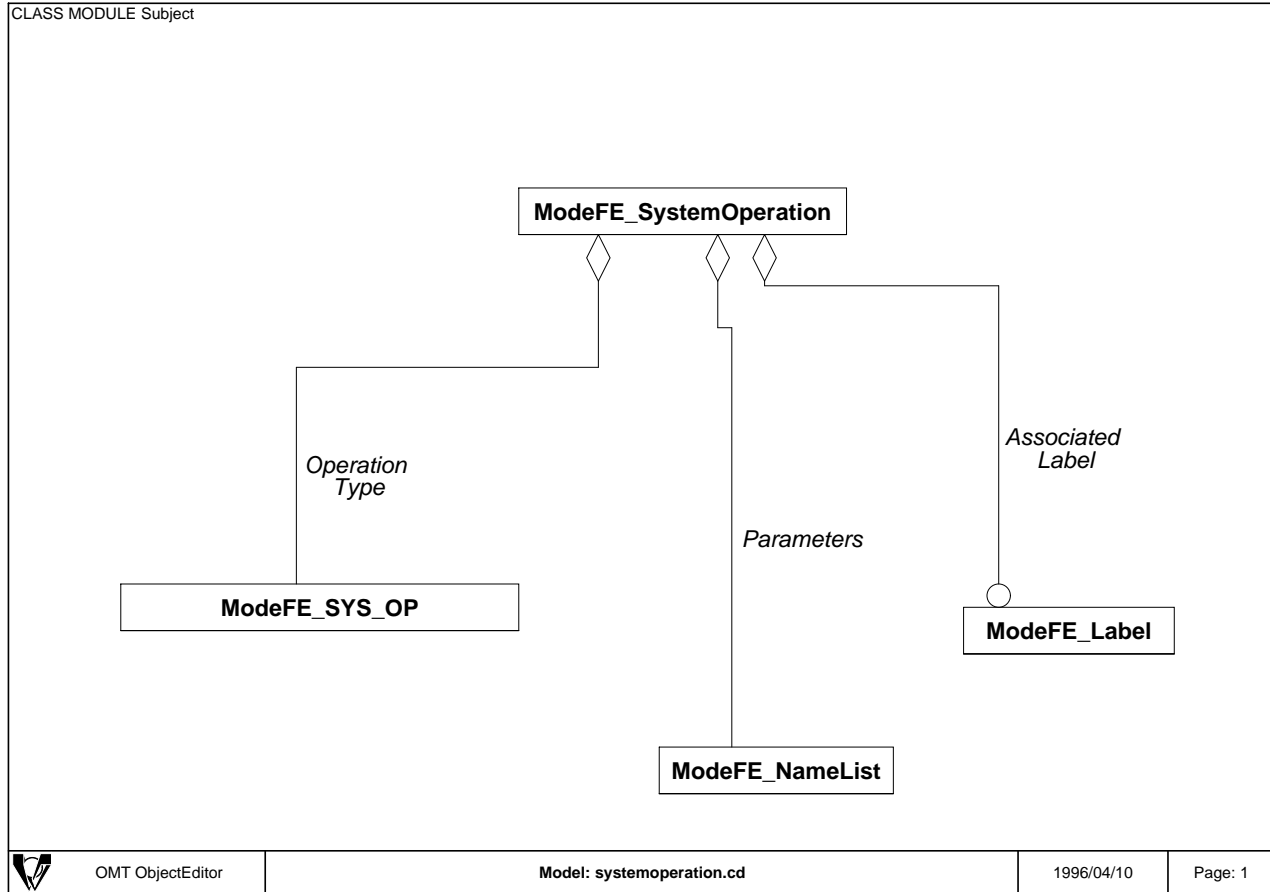 CLASS MODULE Subject
ModeFE_SystemOperation
Associated
Label
Operation
Type
Parameters
ModeFE_SYS_OP
ModeFE_Label
ModeFE_NameList
OMT ObjectEditor
Model: systemoperation.cd
1996/04/10
Page: 1